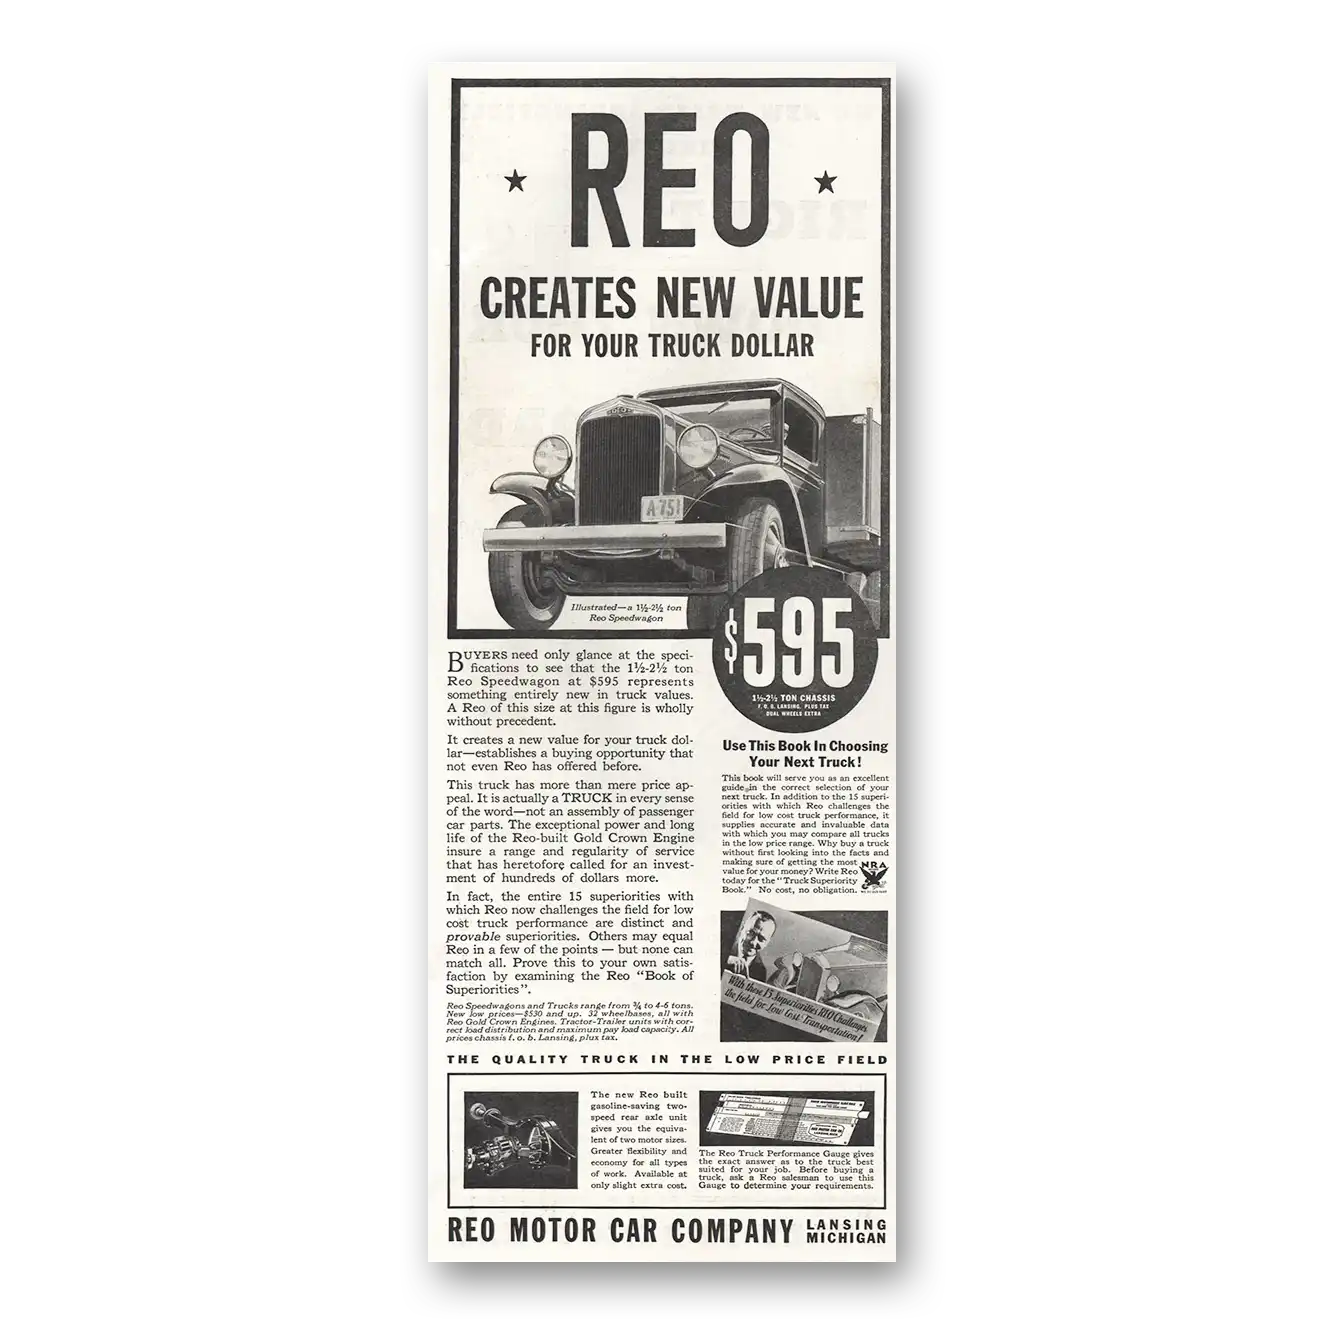 REO
CREATES NEW VALUE
FOR YOUR TRUCK DOLLAR
REO
A-751
Illustrated—a 1½-2½ ton
Reo Speedwagon
$595
1½-2½ TON CHASSIS
F. O. B. LANSING, PLUS TAX
DUAL WHEELS EXTRA
BUYERS need only glance at the speci-
fications to see that the 1½-2½ ton
Reo Speedwagon at $595 represents
something entirely new in truck values.
A Reo of this size at this figure is wholly
without precedent.
It creates a new value for your truck dol-
lar—establishes a buying opportunity that
not even Reo has offered before.
This truck has more than mere price ap-
peal. It is actually a TRUCK in every sense
of the word—not an assembly of passenger
car parts. The exceptional power and long
life of the Reo-built Gold Crown Engine
insure a range and regularity of service
that has heretofore called for an invest-
ment of hundreds of dollars more.
In fact, the entire 15 superiorities with
which Reo now challenges the field for low
cost truck performance are distinct and
provable superiorities. Others may equal
Reo in a few of the points — but none can
match all. Prove this to your own satis-
faction by examining the Reo "Book of
Superiorities".
Reo Speedwagons and Trucks range from ¾ to 4-6 tons.
New low prices—$530 and up. 32 wheelbases, all with
Reo Gold Crown Engines. Tractor-Trailer units with cor-
rect load distribution and maximum pay load capacity. All
prices chassis f. o. b. Lansing, plux tax.
Use This Book In Choosing
Your Next Truck!
This book will serve you as an excellent
guide in the correct selection of your
next truck. In addition to the 15 superi-
orities with which Reo challenges the
field for low cost truck performance, it
supplies accurate and invaluable data
with which you may compare all trucks
in the low price range. Why buy a truck
without first looking into the facts and
making sure of getting the most
value for your money? Write Reo
today for the "Truck Superiority
Book." No cost, no obligation.
NRA
With these 15 Superiorities REO Challenges
the field for Low Cost Transportation!
THE QUALITY TRUCK IN THE LOW PRICE FIELD
The new Reo built
gasoline-saving two-
speed rear axle unit
gives you the equiva-
lent of two motor sizes.
Greater flexibility and
economy for all types
of work. Available at
only slight extra cost.
The Reo Truck Performance Gauge gives
the exact answer as to the truck best
suited for your job. Before buying a
truck, ask a Reo salesman to use this
Gauge to determine your requirements.
REO MOTOR CAR COMPANY LANSING
MICHIGAN